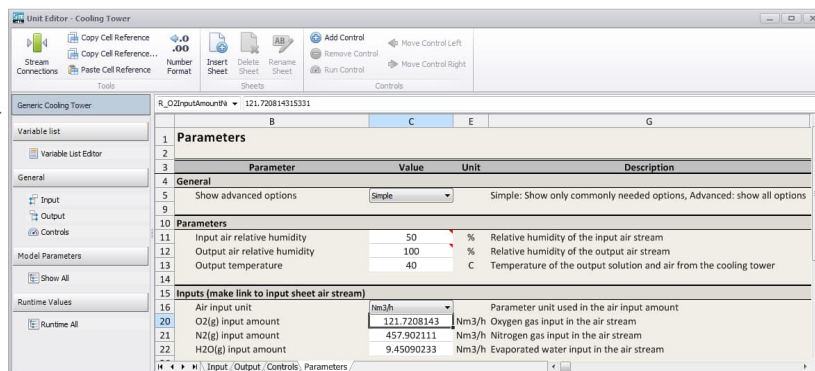 Unit Editor - Cooling Tower
Stream Connections
Copy Cell Reference
Copy Cell Reference...
Paste Cell Reference
Tools
.0 .00
Number Format
Insert Sheet
Delete Sheet
AB
Rename Sheet
Sheets
Add Control
Remove Control
Run Control
Move Control Left
Move Control Right
Controls
Generic Cooling Tower
R_O2InputAmountN 121.720814315331
Variable list
Variable List Editor
General
Input
Output
Controls
Model Parameters
Show All
Runtime Values
Runtime All
B C E G
1 Parameters
2
3 Parameter Value Unit Description
4 General
5 Show advanced options Simple Simple: Show only commonly needed options, Advanced: show all options
9
10 Parameters
11 Input air relative humidity 50 % Relative humidity of the input air stream
12 Output air relative humidity 100 % Relative humidity of the output air stream
13 Output temperature 40 C Temperature of the output solution and air from the cooling tower
14
15 Inputs (make link to input sheet air stream)
16 Air input unit Nm3/h Parameter unit used in the air input amount
20 O2(g) input amount 121.7208143 Nm3/h Oxygen gas input in the air stream
21 N2(g) input amount 457.902111 Nm3/h Nitrogen gas input in the air stream
22 H2O(g) input amount 9.45090233 Nm3/h Evaporated water input in the air stream
Input Output Controls Parameters